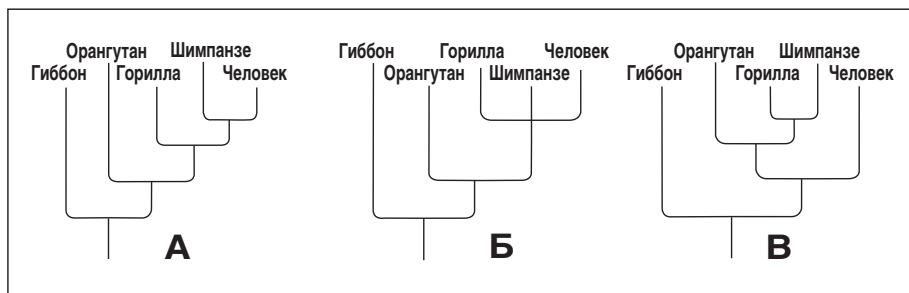 Орангутан Шимпанзе
Гиббон Горилла Человек
А
Гиббон Горилла Человек
Орангутан Шимпанзе
Б
Орангутан Шимпанзе
Гиббон Горилла Человек
В